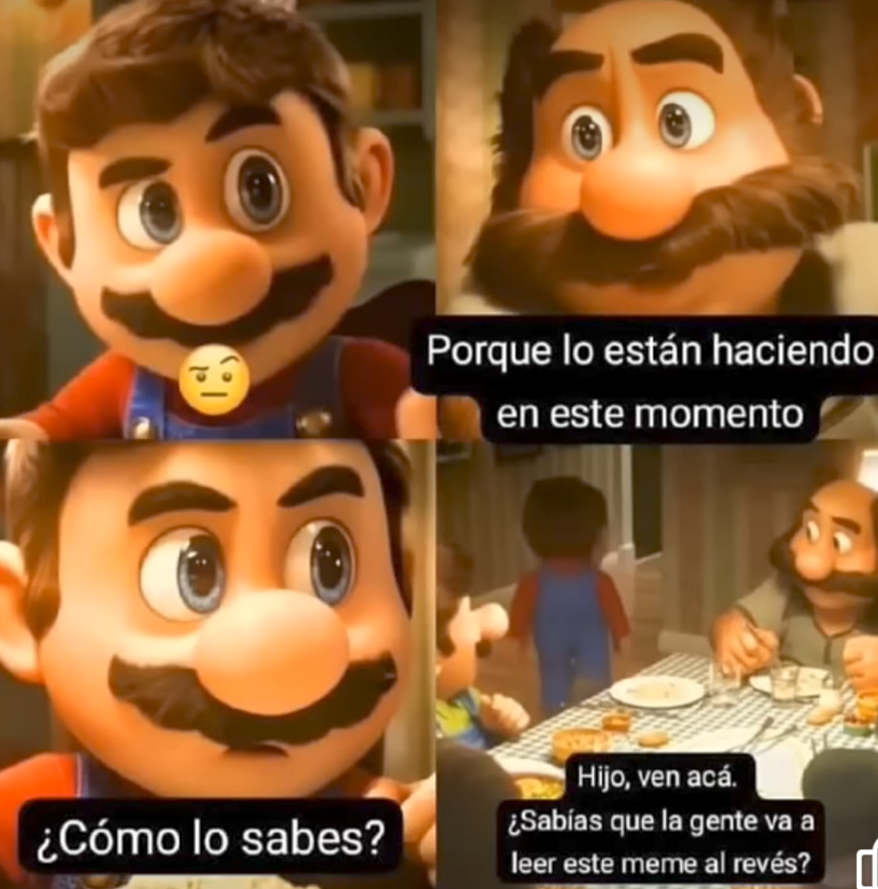 Porque lo están haciendo
en este momento
¿Cómo lo sabes?
Hijo, ven acá.
¿Sabías que la gente va a
leer este meme al revés?